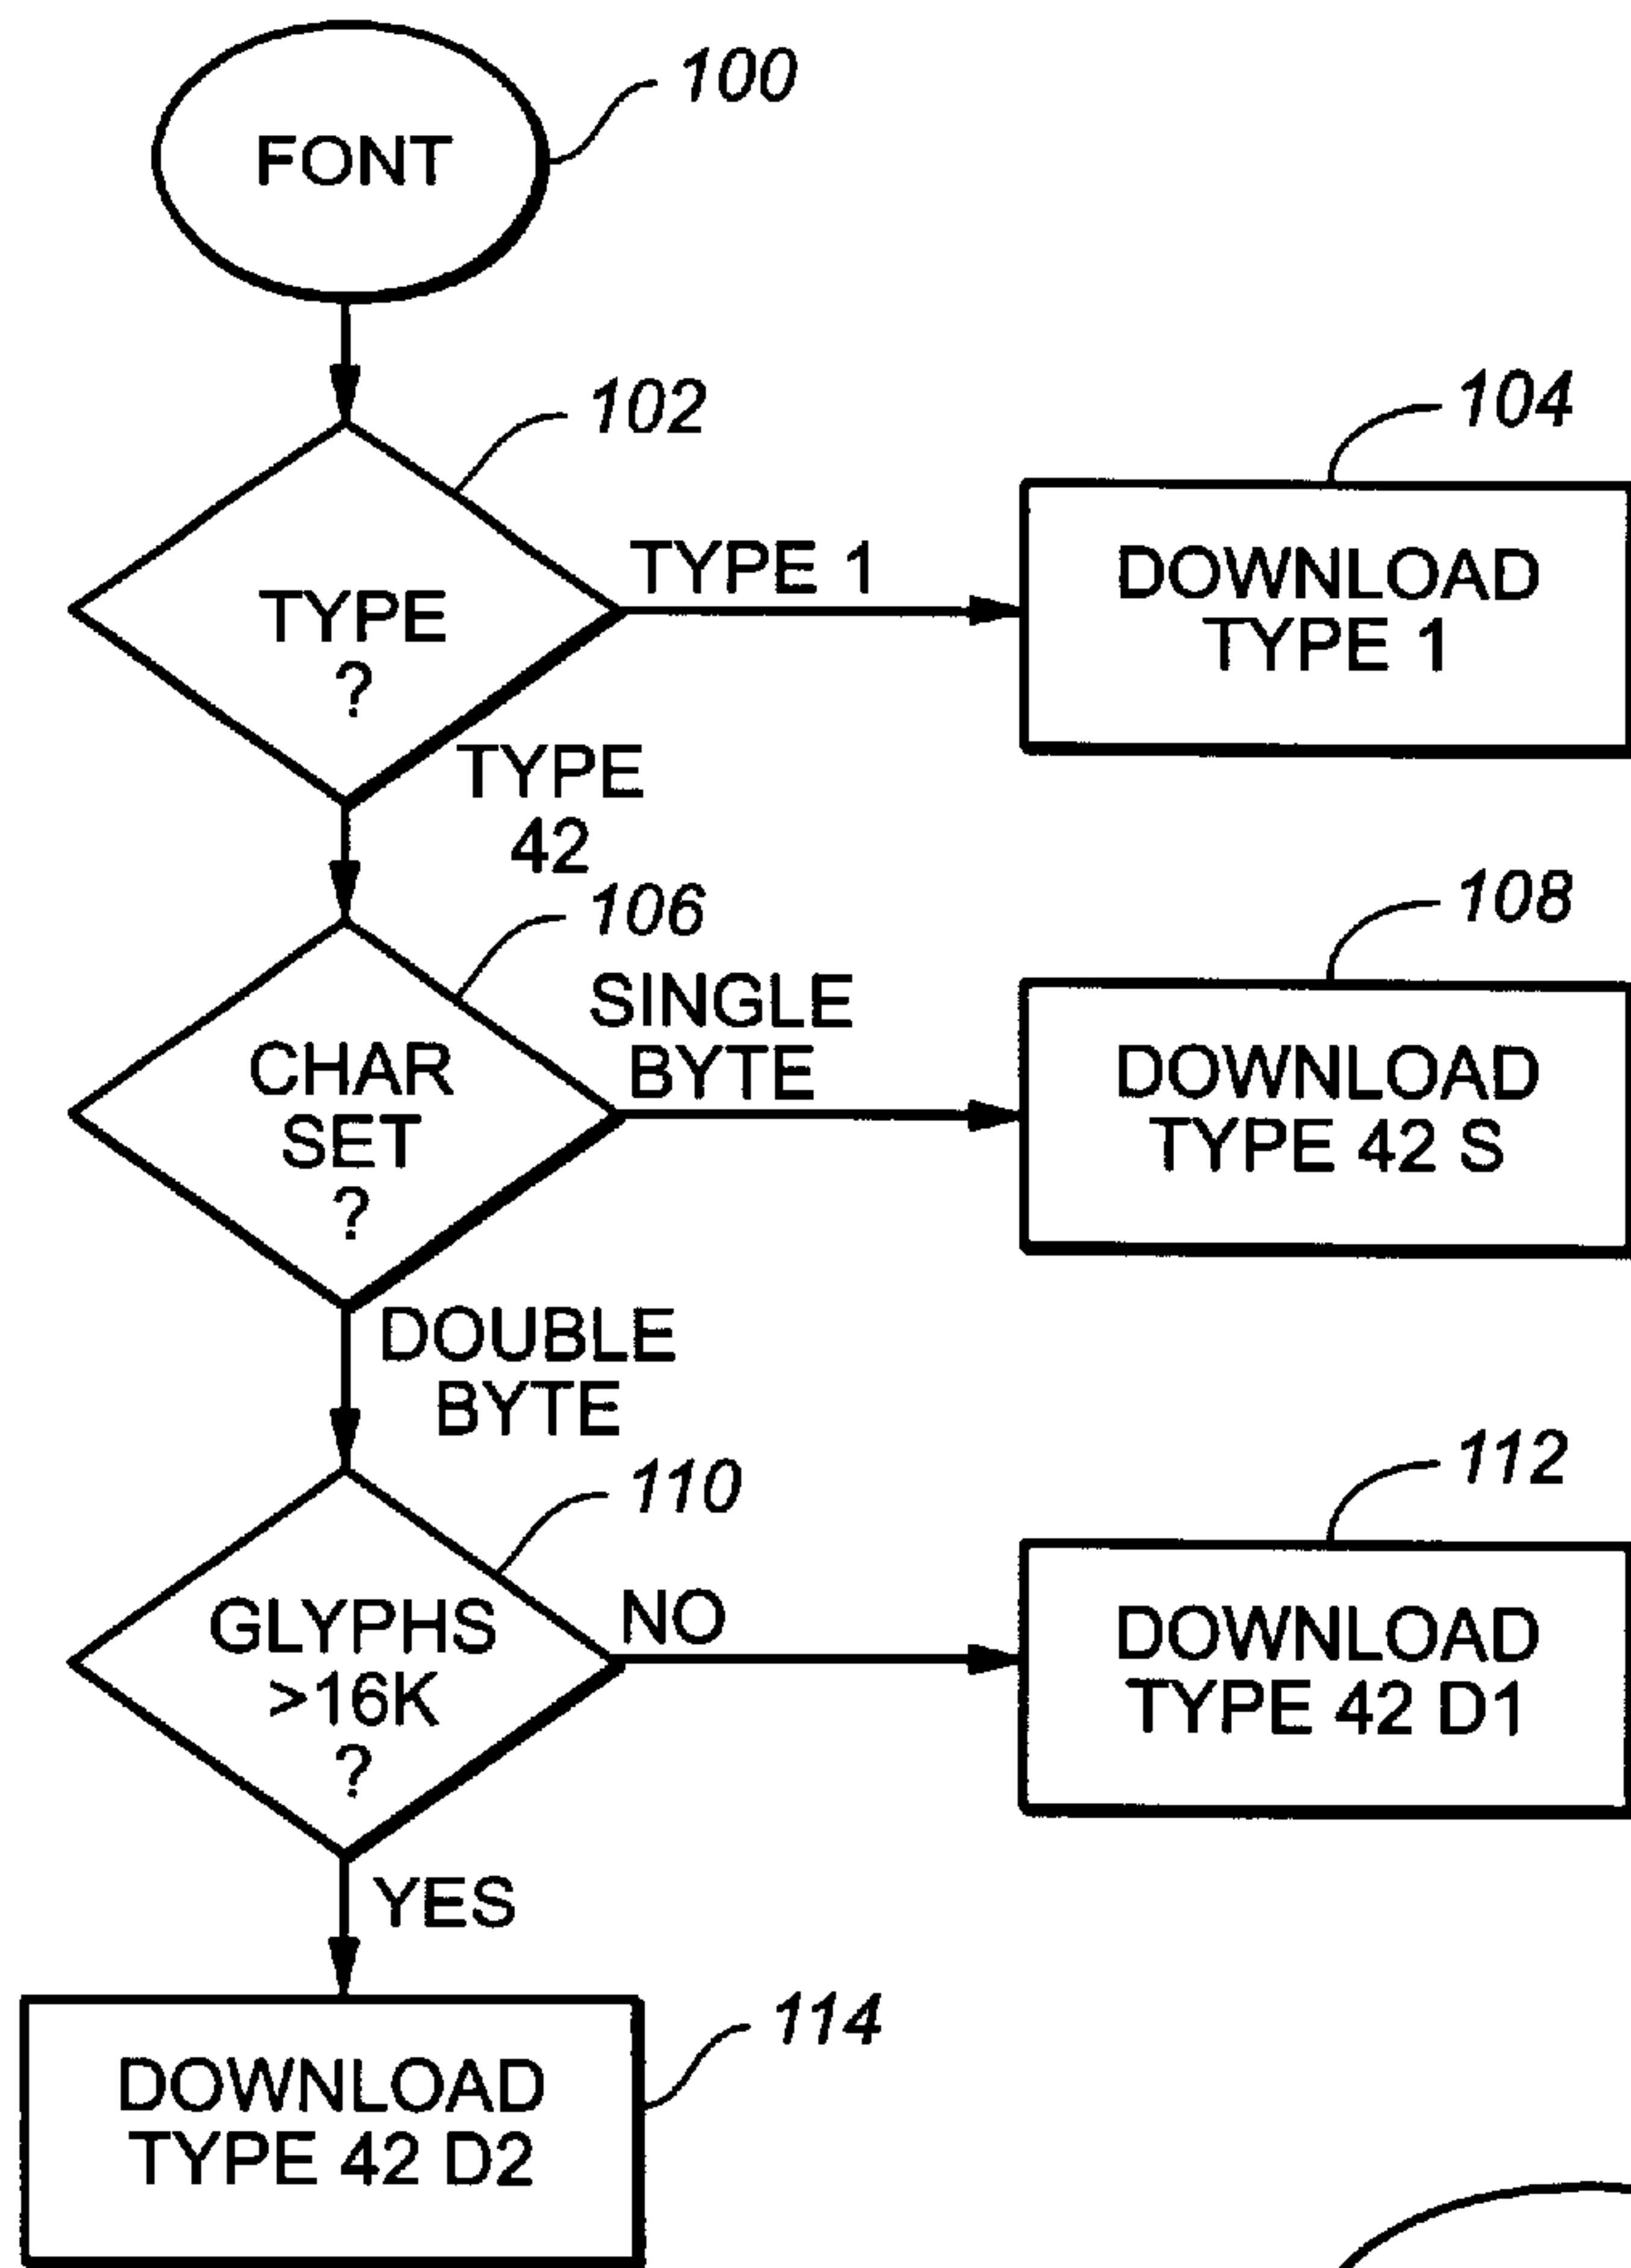 100
FONT
102
104
TYPE 1
DOWNLOAD
TYPE 1
TYPE
?
TYPE
42
106
108
SINGLE
BYTE
CHAR
SET
?
DOWNLOAD
TYPE 42 S
DOUBLE
BYTE
110
112
GLYPHS
>16K
?
NO
DOWNLOAD
TYPE 42 D1
YES
114
DOWNLOAD
TYPE 42 D2